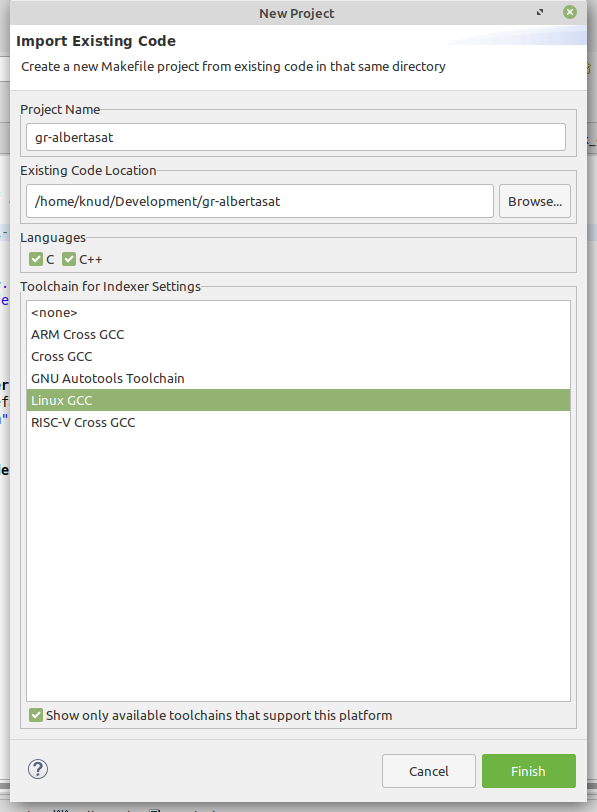 New Project
Import Existing Code
Create a new Makefile project from existing code in that same directory
Project Name
gr-albertasat
Existing Code Location
/home/knud/Development/gr-albertasat
Browse...
Languages
C
C++
Toolchain for Indexer Settings
<none>
ARM Cross GCC
Cross GCC
GNU Autotools Toolchain
Linux GCC
RISC-V Cross GCC
Show only available toolchains that support this platform
?
Cancel
Finish